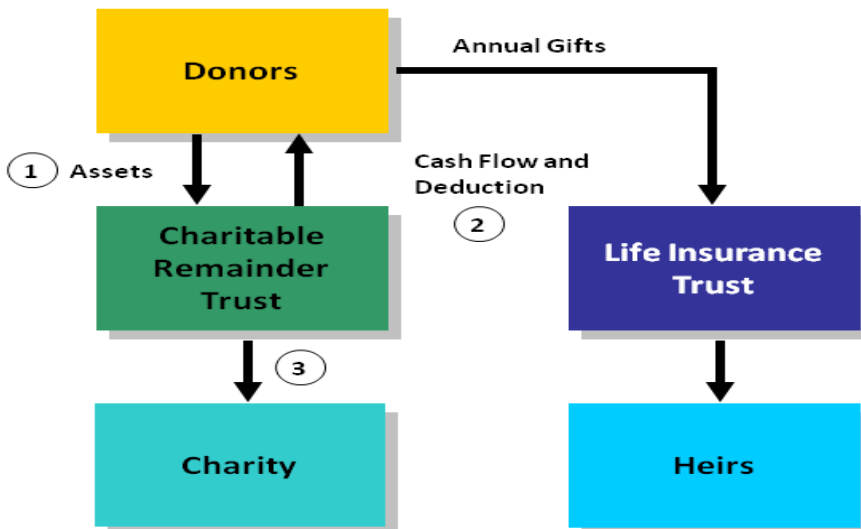 Donors
Annual Gifts
1 Assets
Cash Flow and
Deduction
2
Charitable
Remainder
Trust
Life Insurance
Trust
3
Charity
Heirs